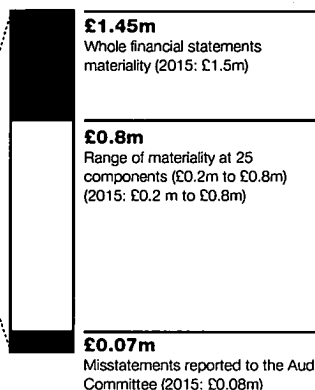 £1.45m
Whole financial statements
materiality (2015: £1.5m)
£0.8m
Range of materiality at 25
components (£0.2m to £0.8m)
(2015: £0.2 m to £0.8m)
£0.07m
Misstatements reported to the Aud
Committee (2015: £0.08m)